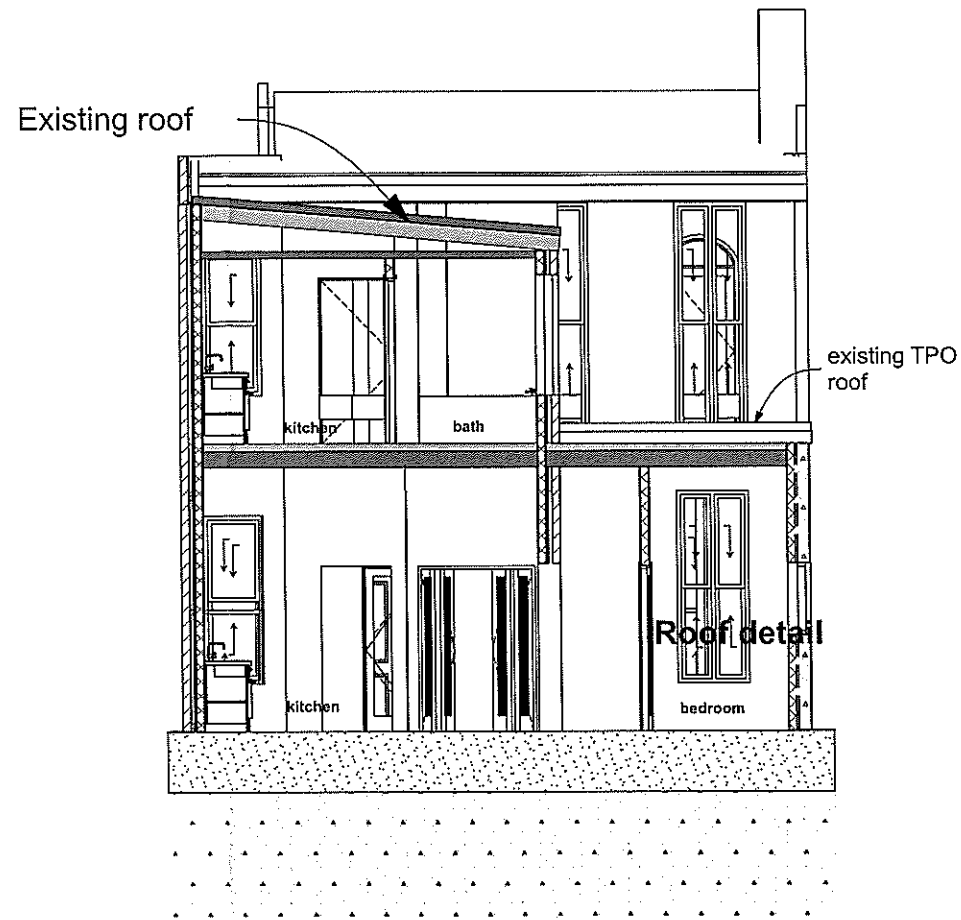 Existing roof
existing TPO
roof
kitchen
bath
Roof detail
kitchen
bedroom